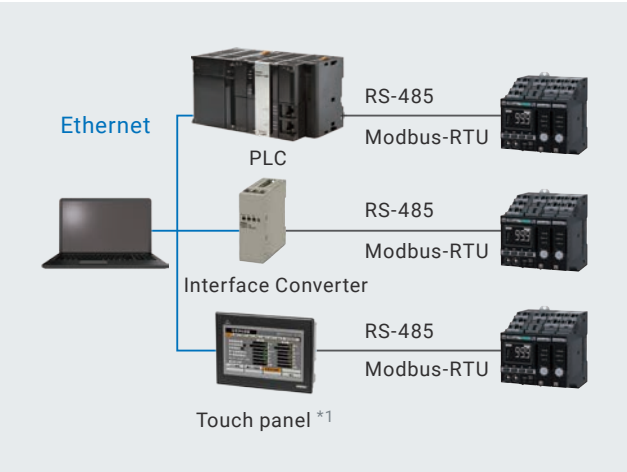 Ethernet
RS-485
Modbus-RTU
PLC
RS-485
Modbus-RTU
Interface Converter
RS-485
Modbus-RTU
Touch panel *1